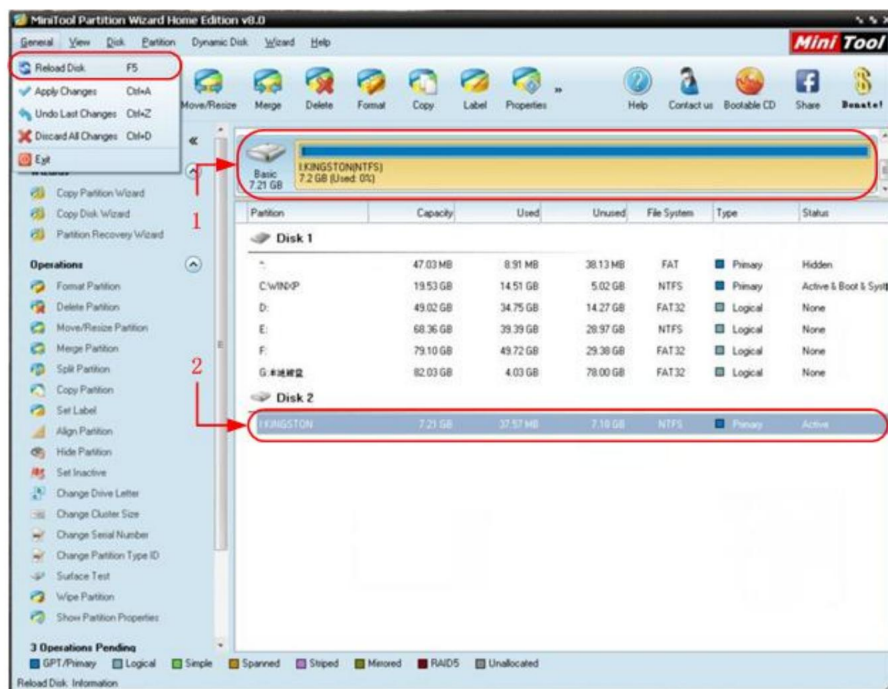 MiniTool Partition Wizard Home Edition v8.0
General View Disk Partition Dynamic Disk Wizard Help
Mini Tool
Reload Disk F5
Apply Changes Ctrl+A
Undo Last Changes Ctrl+Z
Discard All Changes Ctrl+D
Exit
Move/Resize Merge Delete Format Copy Label Properties » Help Contact us Bootable CD Share Donate!
«
Basic
7.21 GB
I:KINGSTON(NTFS)
7.2 GB (Used: 0%)
1
Wizards
Copy Partition Wizard
Copy Disk Wizard
Partition Recovery Wizard
Operations
Format Partition
Delete Partition
Move/Resize Partition
Merge Partition
Split Partition
Copy Partition
Set Label
Align Partition
Hide Partition
Set Inactive
Change Drive Letter
Change Cluster Size
Change Serial Number
Change Partition Type ID
Surface Test
Wipe Partition
Show Partition Properties
3 Operations Pending
2
Partition Capacity Used Unused File System Type Status
Disk 1
*: 47.03 MB 8.91 MB 38.13 MB FAT Primary Hidden
C:WINXP 19.53 GB 14.51 GB 5.02 GB NTFS Primary Active & Boot & Syst
D: 49.02 GB 34.75 GB 14.27 GB FAT32 Logical None
E: 68.36 GB 39.39 GB 28.97 GB NTFS Logical None
F: 79.10 GB 49.72 GB 29.38 GB FAT32 Logical None
G:本地磁盘 82.03 GB 4.03 GB 78.00 GB FAT32 Logical None
Disk 2
I:KINGSTON 7.21 GB 37.57 MB 7.18 GB NTFS Primary Active
GPT/Primary Logical Simple Spanned Striped Mirrored RAID5 Unallocated
Reload Disk Information